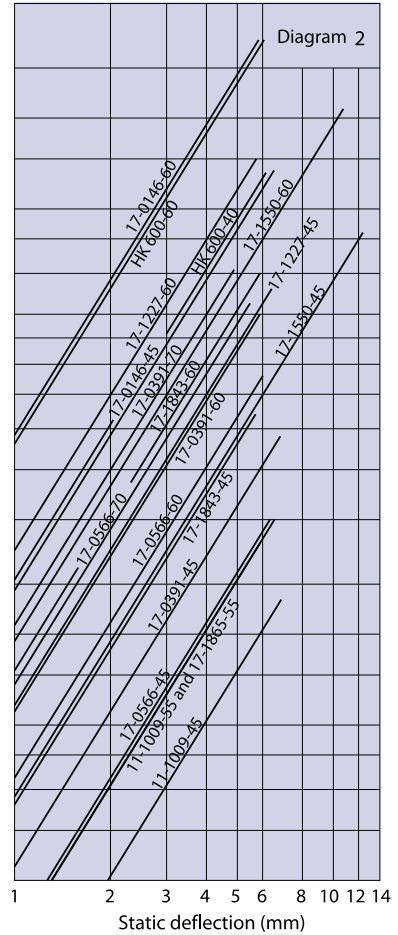 Diagram 2
17-0146-60
HK 600-60
HK 600-40
17-1550-60
17-1227-45
17-1227-60
17-1550-45
17-0146-45
17-0391-70
17-1843-60
17-0391-60
17-0566-70
17-0566-60
17-1843-45
17-0391-45
17-0566-45
11-1009-55 and 17-1865-55
11-1009-45
1 2 3 4 5 6 8 10 12 14
Static deflection (mm)